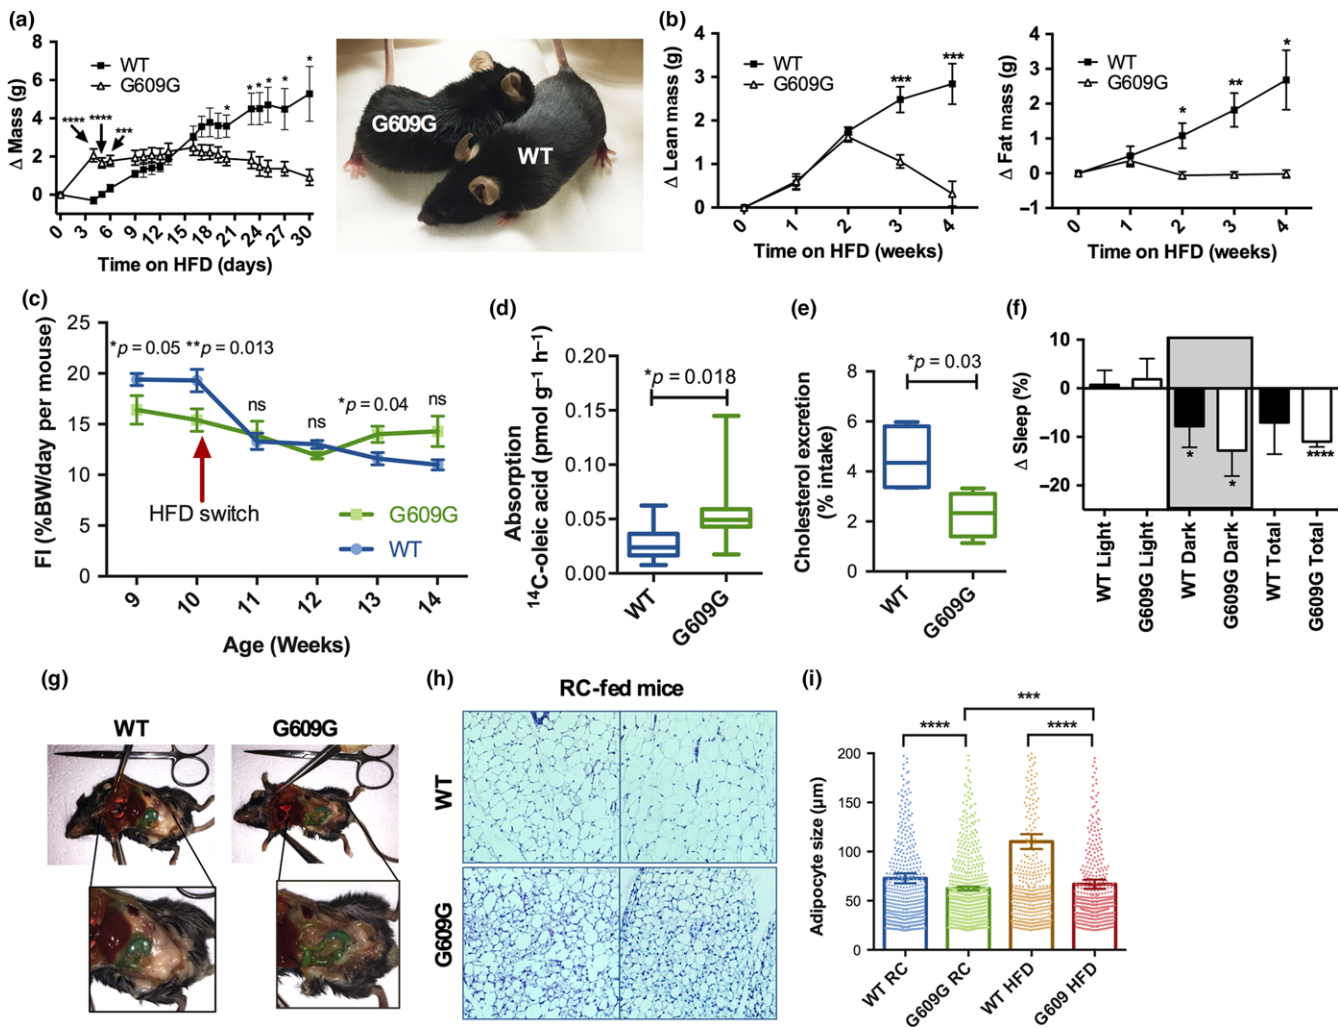 (a)
Δ Mass (g)
8
6
4
2
0
WT
G609G
**** **** ***
* * * * * *
0 3 6 9 12 15 18 21 24 27 30
Time on HFD (days)
G609G
WT
(b)
Δ Lean mass (g)
4
3
2
1
0
WT
G609G
*** ***
0 1 2 3 4
Time on HFD (weeks)
Δ Fat mass (g)
4
3
2
1
0
–1
WT
G609G
* ** *
0 1 2 3 4
Time on HFD (weeks)
(c)
FI (%BW/day per mouse)
25
20
15
10
5
0
*p = 0.05 **p = 0.013
ns ns *p = 0.04 ns
HFD switch
G609G
WT
9 10 11 12 13 14
Age (Weeks)
(d)
Absorption
¹⁴C-oleic acid (pmol g⁻¹ h⁻¹)
0.20
0.15
0.10
0.05
0.00
*p = 0.018
WT G609G
(e)
Cholesterol excretion
(% intake)
8
6
4
2
0
*p = 0.03
WT G609G
(f)
Δ Sleep (%)
10
0
–10
–20
* * ****
WT Light
G609G Light
WT Dark
G609G Dark
WT Total
G609G Total
(g)
WT G609G
(h)
RC-fed mice
WT
G609G
(i)
Adipocyte size (μm)
200
150
100
50
0
***
**** ****
WT RC
G609G RC
WT HFD
G609 HFD